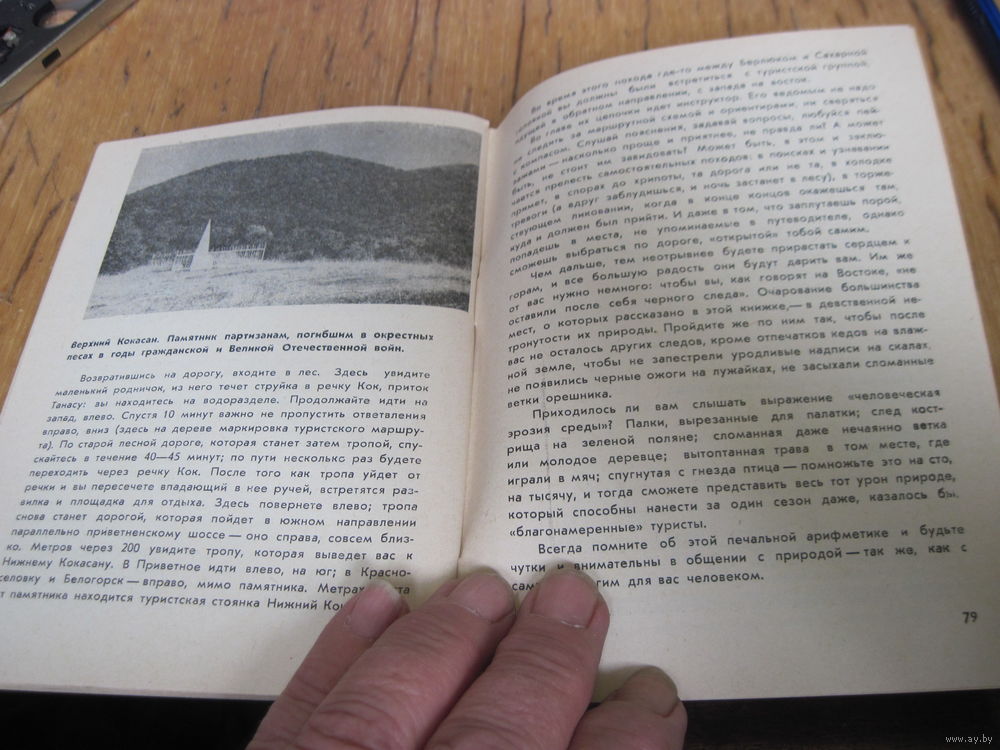 Верхний Кокасан. Памятник партизанам, погибшим в окрестных
лесах в годы гражданской и Великой Отечественной войн.
Возвратившись на дорогу, входите в лес. Здесь увидите
маленький родничок, из него течет струйка в речку Кок, приток
Танасу: вы находитесь на водоразделе. Продолжайте идти на
запад, влево. Спустя 10 минут важно не пропустить ответвления
вправо, вниз (здесь на дереве маркировка туристского маршру-
та). По старой лесной дороге, которая станет затем тропой, спу-
скайтесь в течение 40—45 минут; по пути несколько раз будете
переходить через речку Кок. После того как тропа уйдет от
речки и вы пересечете впадающий в нее ручей, встретятся раз-
вилка и площадка для отдыха. Здесь повернете влево; тропа
снова станет дорогой, которая пойдет в южном направлении
параллельно приветненскому шоссе — оно справа, совсем близ-
ко. Метров через 200 увидите тропу, которая выведет вас к
Нижнему Кокасану. В Приветное идти влево, на юг; в Красно-
селовку и Белогорск — вправо, мимо памятника. Метрах
т памятника находится туристская стоянка Нижний Ко
Во время этого похода где-то между Берлюком и Сахарной
головкой вы должны были встретиться с туристской группой,
идущей в обратном направлении, с запада на восток.
Во главе их цепочки идет инструктор. Его ведомым не надо
ни следить за маршрутной схемой и ориентирами, ни сверяться
с компасом. Слушай пояснения, задавай вопросы, любуйся пей-
зажами — насколько проще и приятнее, не правда ли? А может
быть, не стоит им завидовать? Может быть, в этом и заклю-
чается прелесть самостоятельных походов: в поисках и узнавании
примет, в спорах до хрипоты, та дорога или не та, в холодке
тревоги (а вдруг заблудишься, и ночь застанет в лесу), в торже-
ствующем ликовании, когда в конце концов окажешься там,
куда и должен был прийти. И даже в том, что заплутаешь порой,
попадешь в места, не упоминаемые в путеводителе, однако
сможешь выбраться по дороге, «открытой» тобой самим.
Чем дальше, тем неотрывнее будете прирастать сердцем к
горам, и все большую радость они будут дарить вам. Им же
от вас нужно немного: чтобы вы, как говорят на Востоке, «не
оставили после себя черного следа». Очарование большинства
мест, о которых рассказано в этой книжке,— в девственной не-
тронутости их природы. Пройдите же по ним так, чтобы после
вас не осталось других следов, кроме отпечатков кедов на влаж-
ной земле, чтобы не запестрели уродливые надписи на скалах,
не появились черные ожоги на лужайках, не засыхали сломанные
ветки орешника.
Приходилось ли вам слышать выражение «человеческая
эрозия среды»? Палки, вырезанные для палатки; след кост-
рища на зеленой поляне; сломанная даже нечаянно ветка
или молодое деревце; вытоптанная трава в том месте, где
играли в мяч; спугнутая с гнезда птица — помножьте это на сто,
на тысячу, и тогда сможете представить весь тот урон природе,
который способны нанести за один сезон даже, казалось бы,
«благонамеренные» туристы.
Всегда помните об этой печальной арифметике и будьте
чутки и внимательны в общении с природой — так же, как с
сам гим для вас человеком.
79
www.ay.by